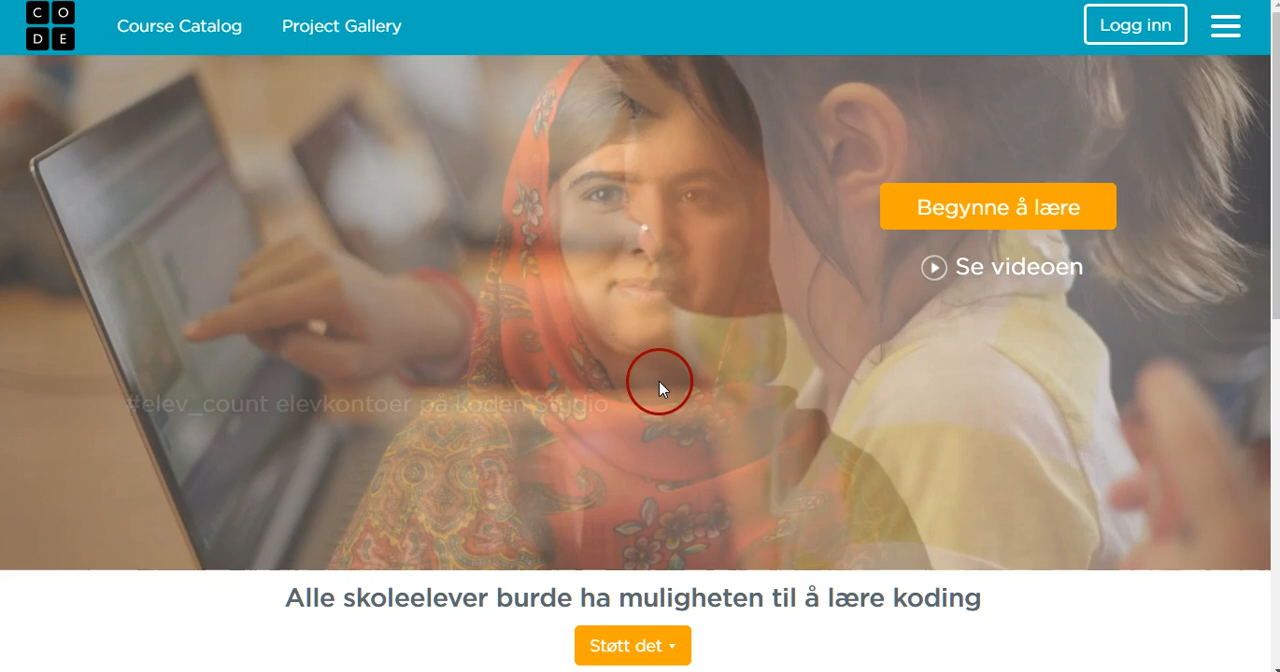 C O
D E
Course Catalog
Project Gallery
Logg inn
Begynne å lære
Se videoen
#elev_count elevkontoer på koden Studio
Alle skoleelever burde ha muligheten til å lære koding
Støtt det